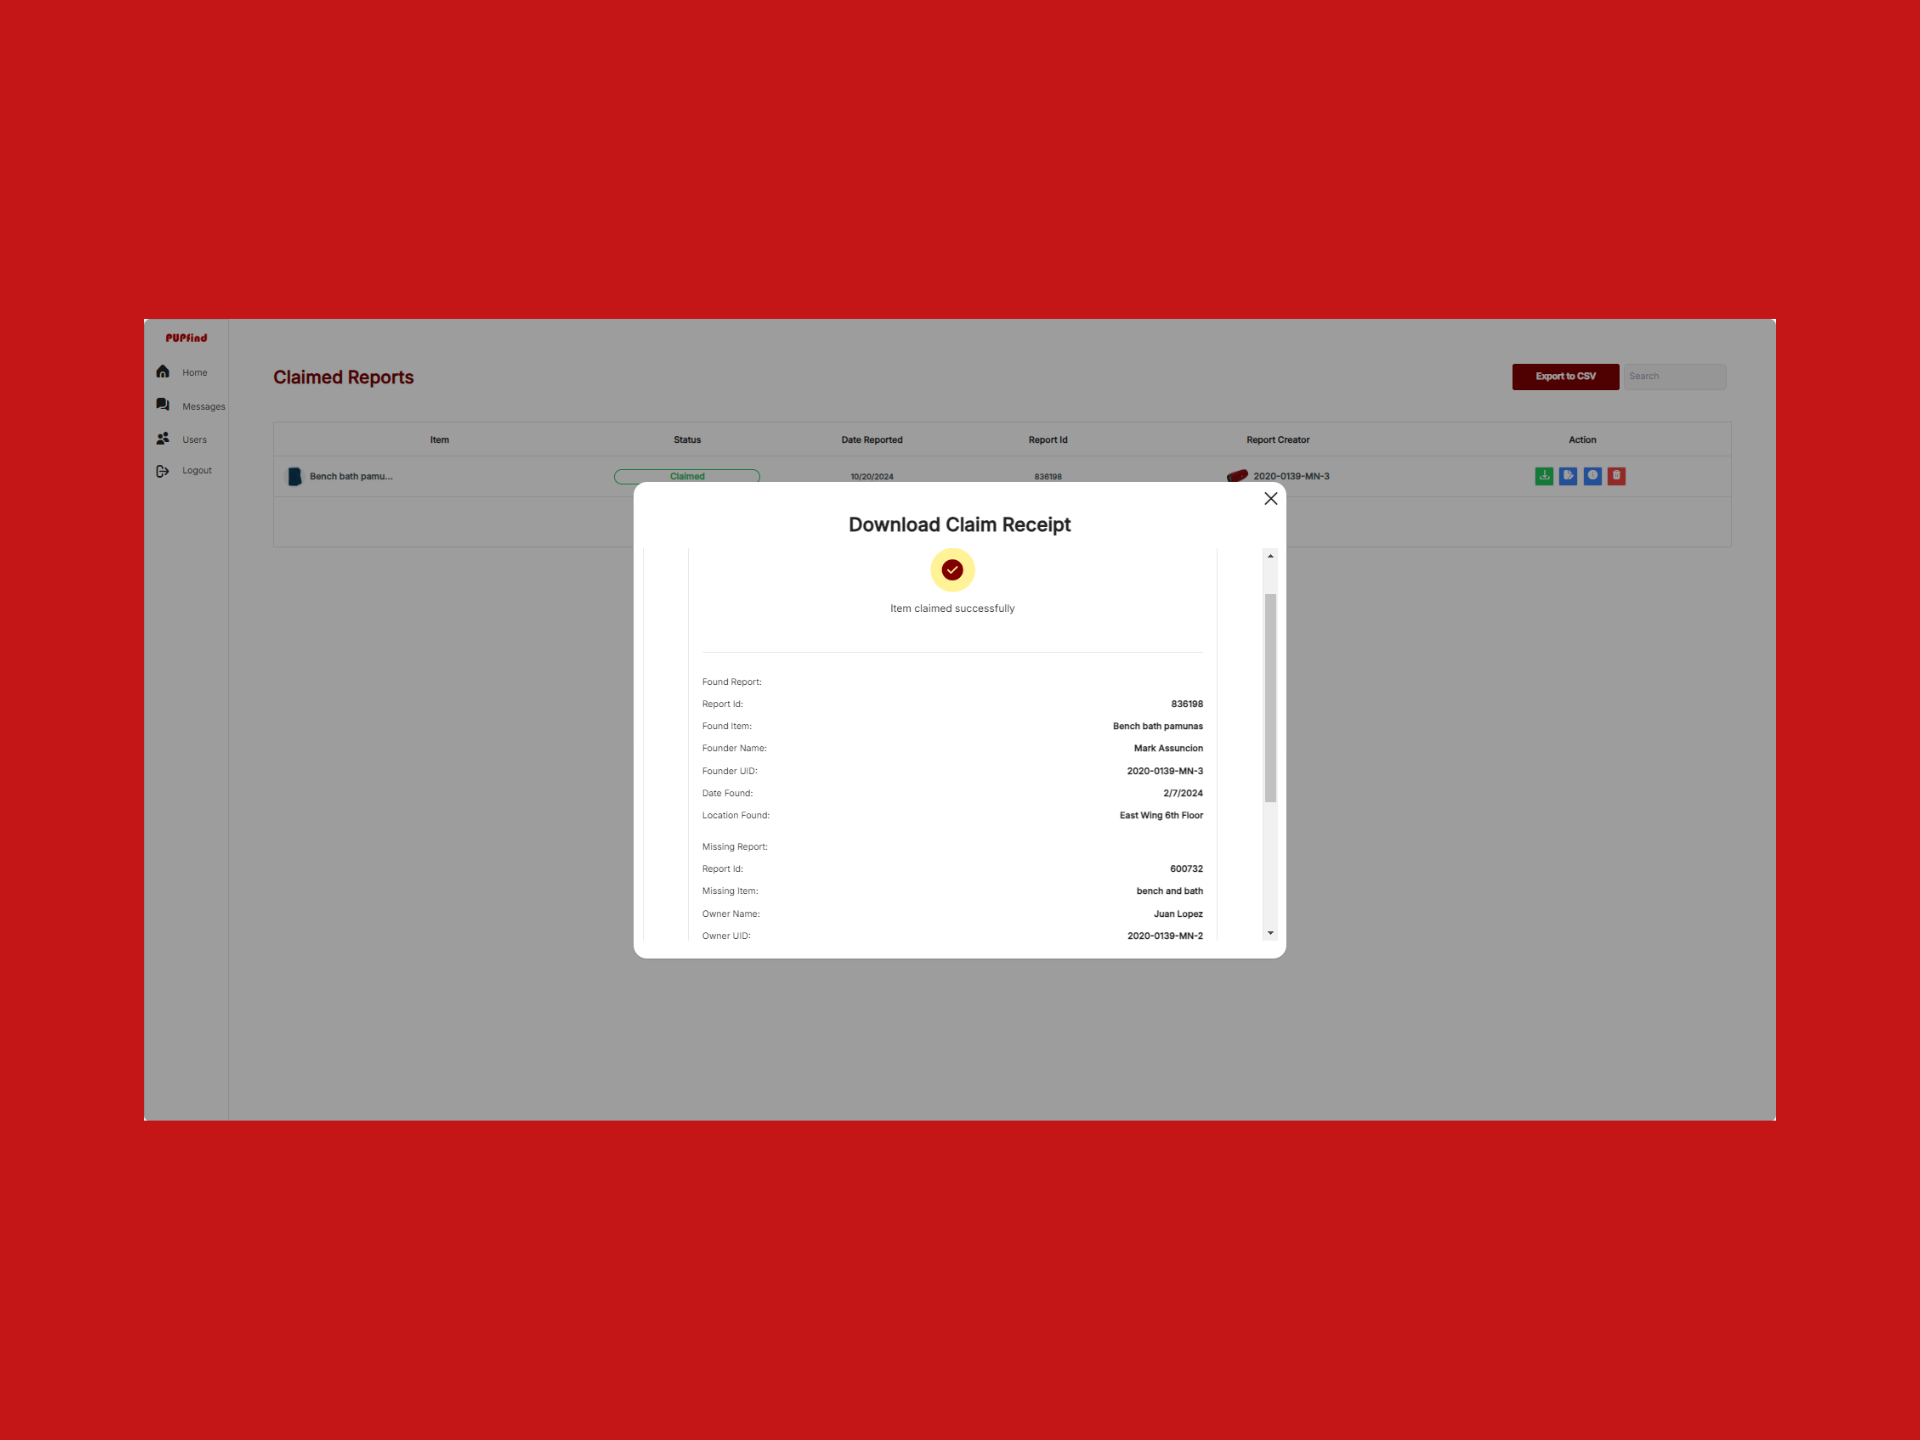 PUPfind
Home
Messages
Users
Logout
Claimed Reports
Export to CSV
Search
Item Status Date Reported Report Id Report Creator Action
Bench bath pamu... Claimed 10/20/2024 836198 2020-0139-MN-3
Download Claim Receipt
Item claimed successfully
Found Report:
Report Id: 836198
Found Item: Bench bath pamunas
Founder Name: Mark Assuncion
Founder UID: 2020-0139-MN-3
Date Found: 2/7/2024
Location Found: East Wing 6th Floor
Missing Report:
Report Id: 600732
Missing Item: bench and bath
Owner Name: Juan Lopez
Owner UID: 2020-0139-MN-2